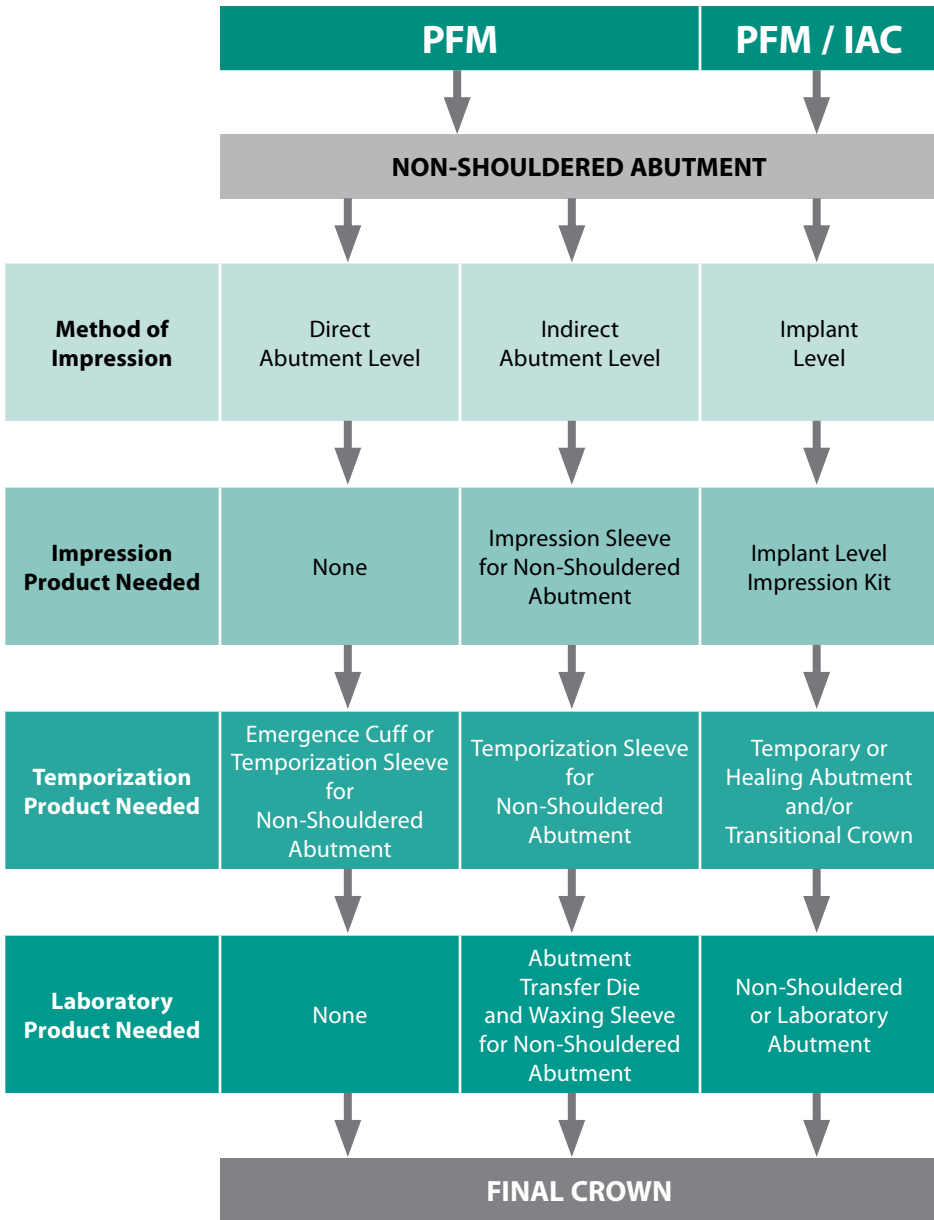 PFM
PFM / IAC
NON-SHOULDERED ABUTMENT
Method of
Impression
Direct
Abutment Level
Indirect
Abutment Level
Implant
Level
Impression
Product Needed
None
Impression Sleeve
for Non-Shouldered
Abutment
Implant Level
Impression Kit
Temporization
Product Needed
Emergence Cuff or
Temporization Sleeve
for
Non-Shouldered
Abutment
Temporization Sleeve
for
Non-Shouldered
Abutment
Temporary or
Healing Abutment
and/or
Transitional Crown
Laboratory
Product Needed
None
Abutment
Transfer Die
and Waxing Sleeve
for Non-Shouldered
Abutment
Non-Shouldered
or Laboratory
Abutment
FINAL CROWN